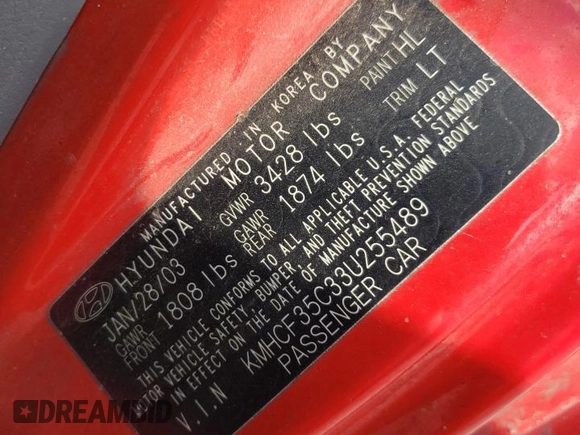 MANUFACTURED IN KOREA BY
HYUNDAI MOTOR COMPANY
JAN/28/03 GVWR 3428 lbs PAINT HL
GAWR FRONT 1808 lbs GAWR REAR 1874 lbs TRIM LT
THIS VEHICLE CONFORMS TO ALL APPLICABLE U.S.A. FEDERAL
MOTOR VEHICLE SAFETY, BUMPER AND THEFT PREVENTION STANDARDS
IN EFFECT ON THE DATE OF MANUFACTURE SHOWN ABOVE
V.I.N KMHCF35C33U255489
PASSENGER CAR
DREAMBID